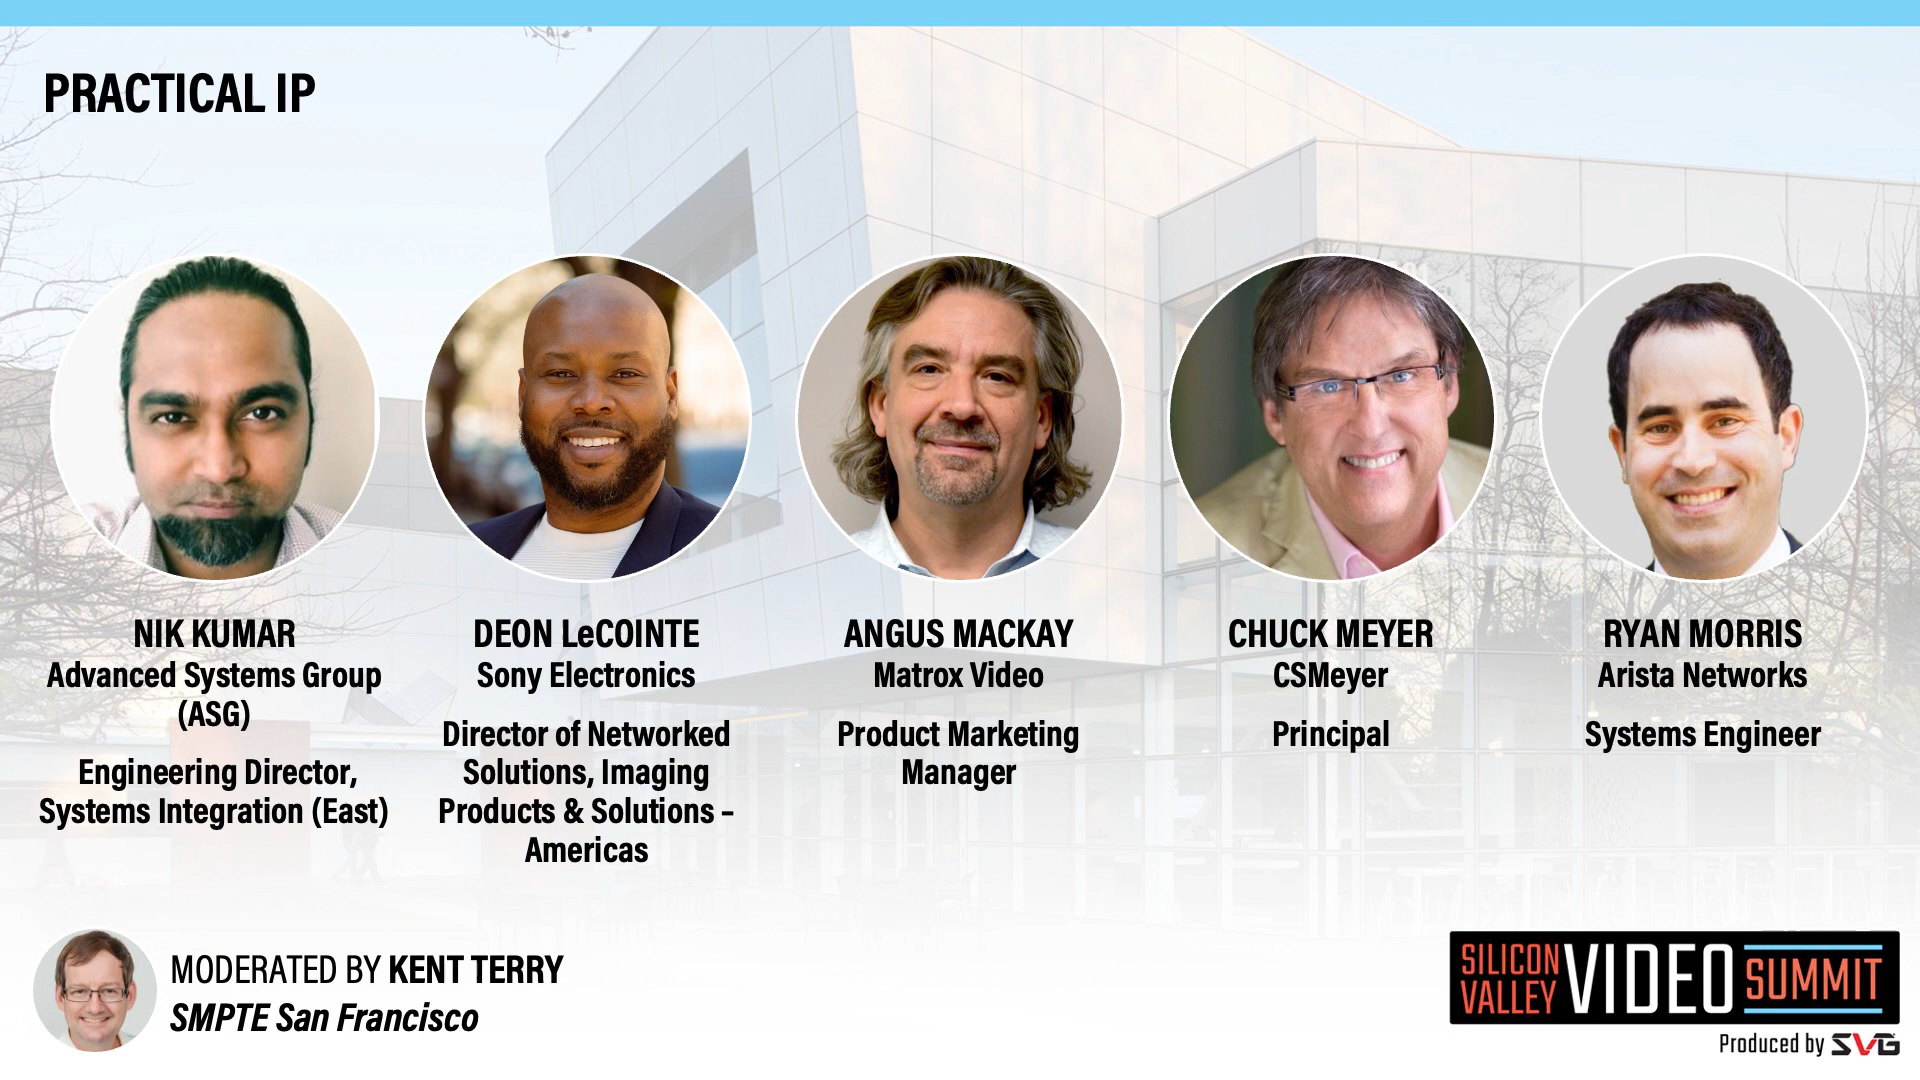 PRACTICAL IP
NIK KUMAR
Advanced Systems Group
(ASG)
Engineering Director,
Systems Integration (East)
DEON LeCOINTE
Sony Electronics
Director of Networked
Solutions, Imaging
Products & Solutions –
Americas
ANGUS MACKAY
Matrox Video
Product Marketing
Manager
CHUCK MEYER
CSMeyer
Principal
RYAN MORRIS
Arista Networks
Systems Engineer
MODERATED BY KENT TERRY
SMPTE San Francisco
SILICON
VALLEY
VIDEO
SUMMIT
Produced by SVG